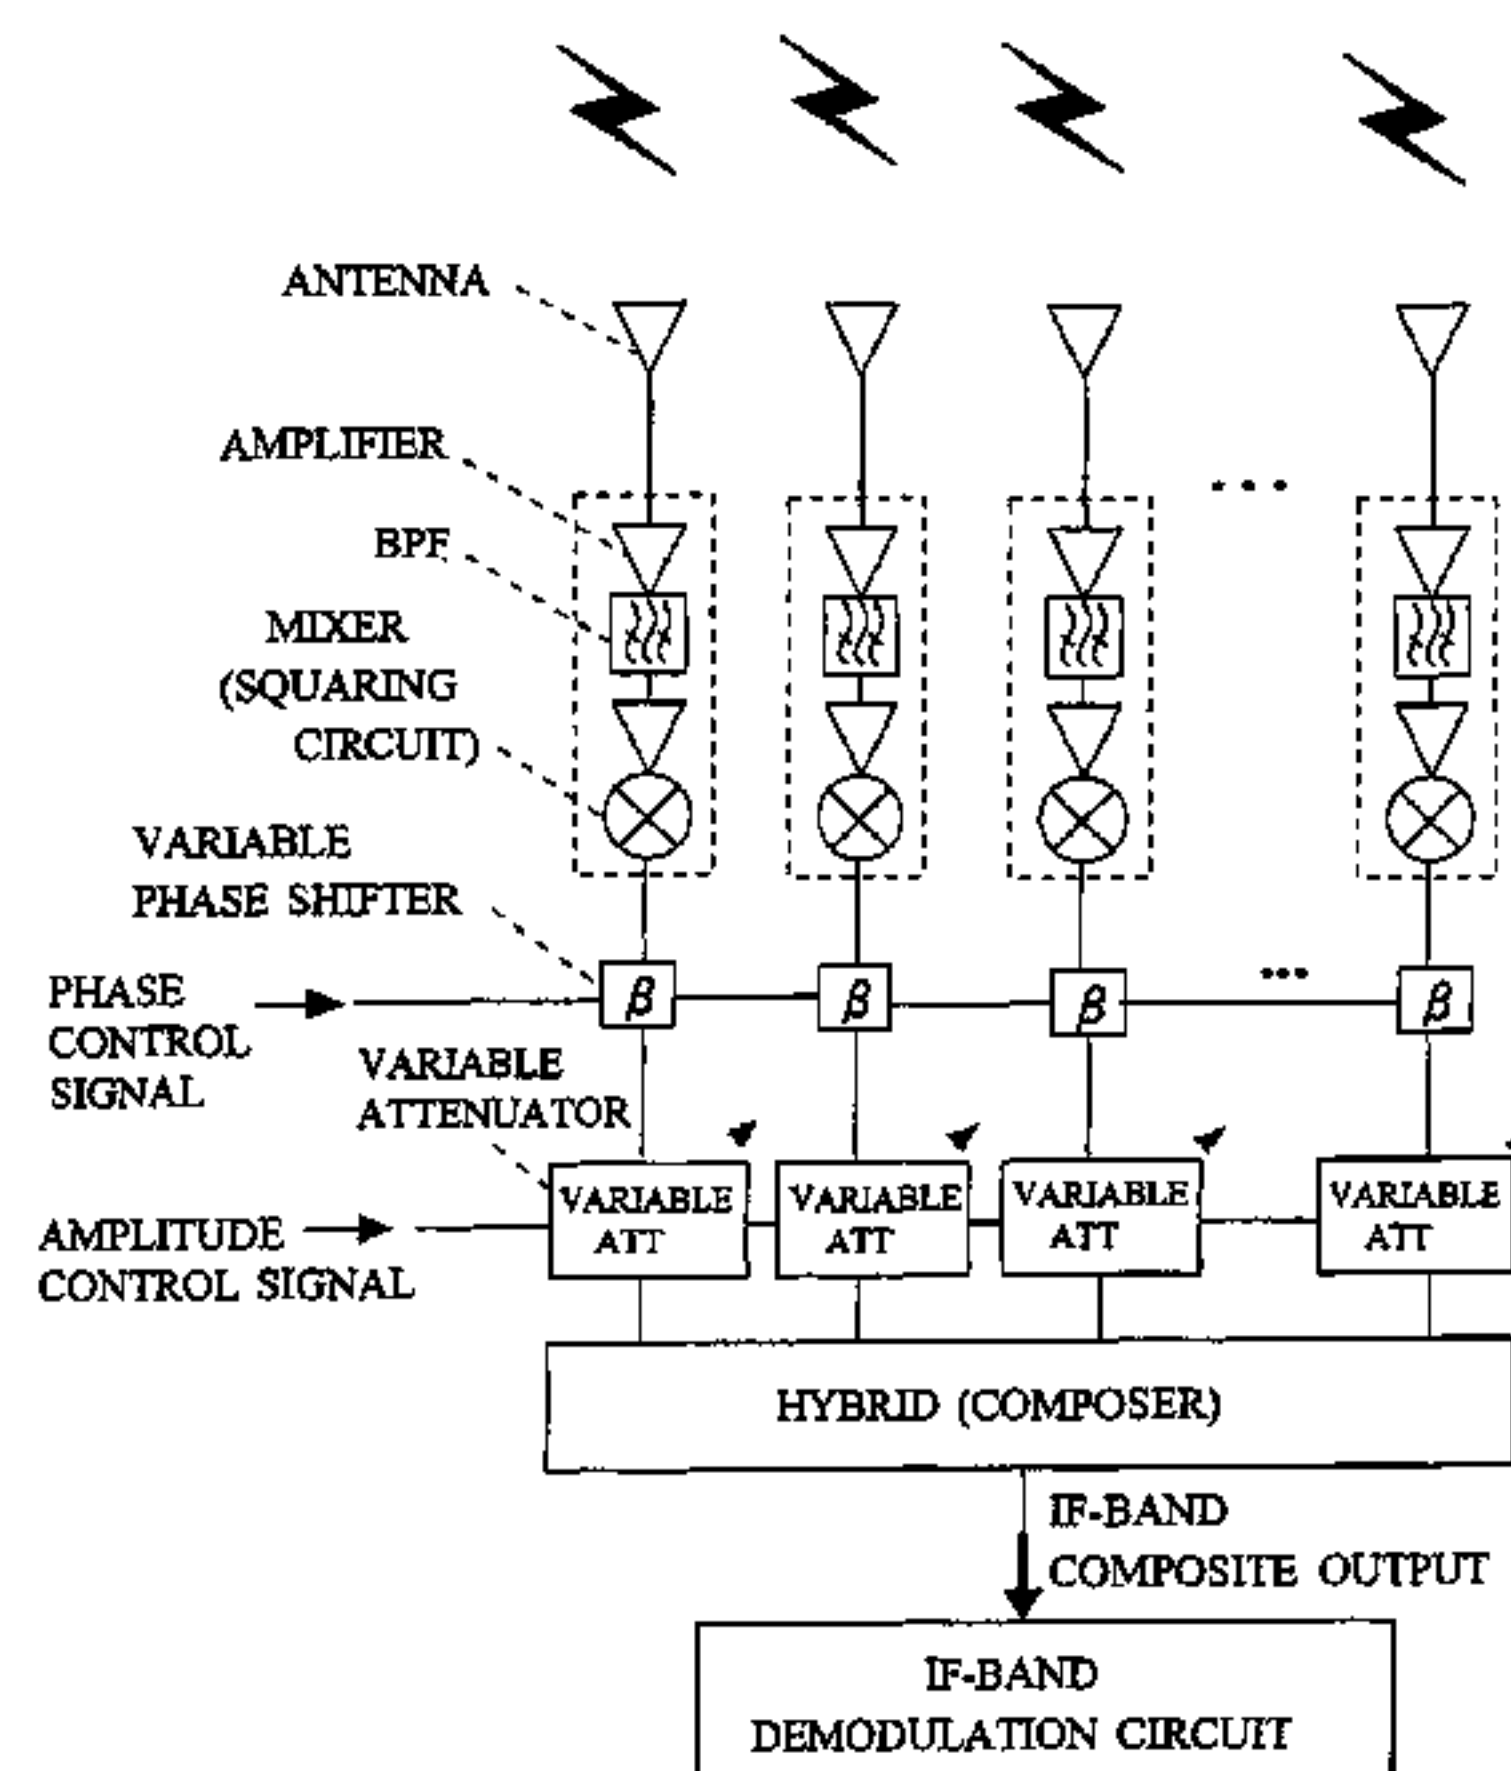 ANTENNA
AMPLIFIER
BPF
MIXER
(SQUARING
CIRCUIT)
VARIABLE
PHASE SHIFTER
PHASE
CONTROL
SIGNAL
β β β β
VARIABLE
ATTENUATOR
AMPLITUDE
CONTROL SIGNAL
VARIABLE
ATT
VARIABLE
ATT
VARIABLE
ATT
VARIABLE
ATT
HYBRID (COMPOSER)
IF-BAND
COMPOSITE OUTPUT
IF-BAND
DEMODULATION CIRCUIT